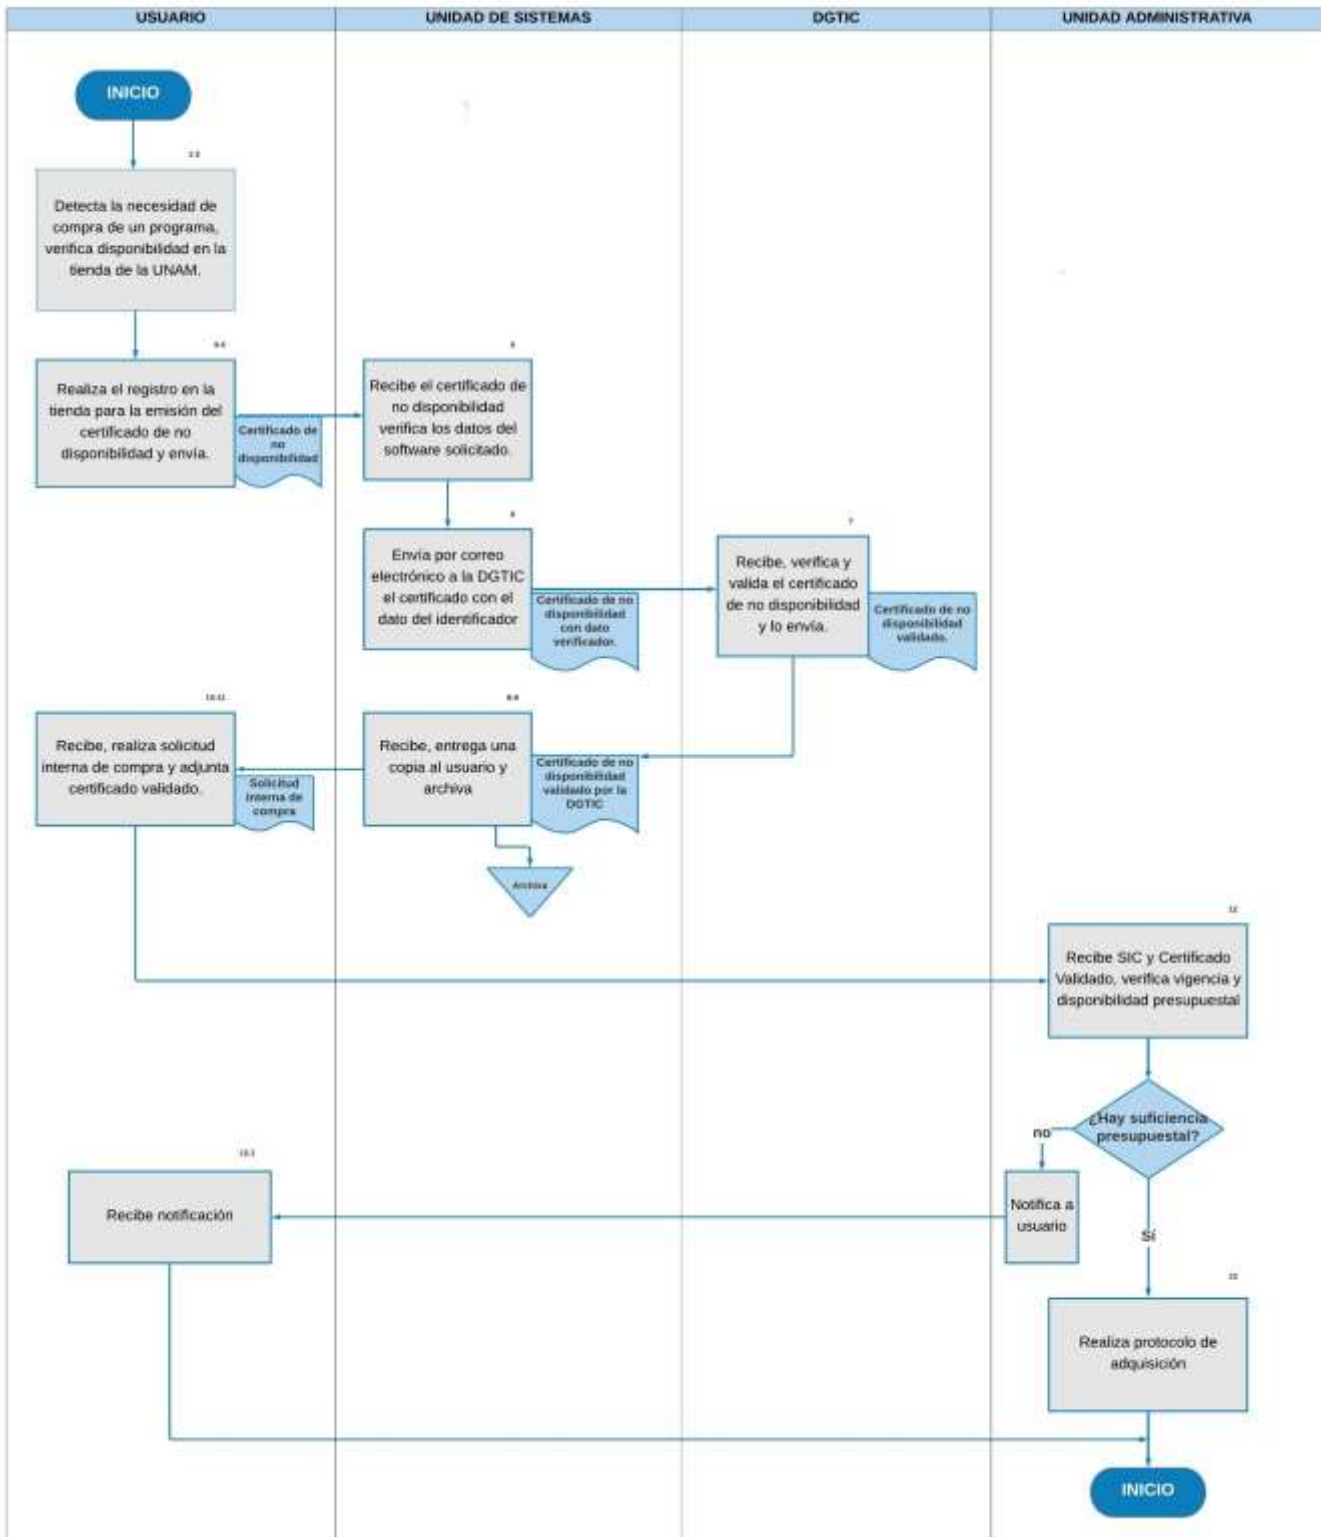 USUARIO
UNIDAD DE SISTEMAS
DGTIC
UNIDAD ADMINISTRATIVA
INICIO
Detecta la necesidad de
compra de un programa,
verifica disponibilidad en la
tienda de la UNAM.
Realiza el registro en la
tienda para la emisión del
certificado de no
disponibilidad y envía.
Certificado de
no
disponibilidad
Recibe el certificado de
no disponibilidad
verifica los datos del
software solicitado.
Envía por correo
electrónico a la DGTIC
el certificado con el
dato del identificador
Certificado de no
disponibilidad
con dato
verificador.
7
Recibe, verifica y
valida el certificado
de no disponibilidad
y lo envía.
Certificado de no
disponibilidad
validado.
10-11
Recibe, realiza solicitud
interna de compra y adjunta
certificado validado.
Solicitud
interna de
compra
Recibe, entrega una
copia al usuario y
archiva
Certificado de no
disponibilidad
validado por la
DGTIC
Archiva
12
Recibe SIC y Certificado
Validado, verifica vigencia y
disponibilidad presupuestal
¿Hay suficiencia
presupuestal?
no
Notifica a
usuario
Recibe notificación
Sí
Realiza protocolo de
adquisición
INICIO